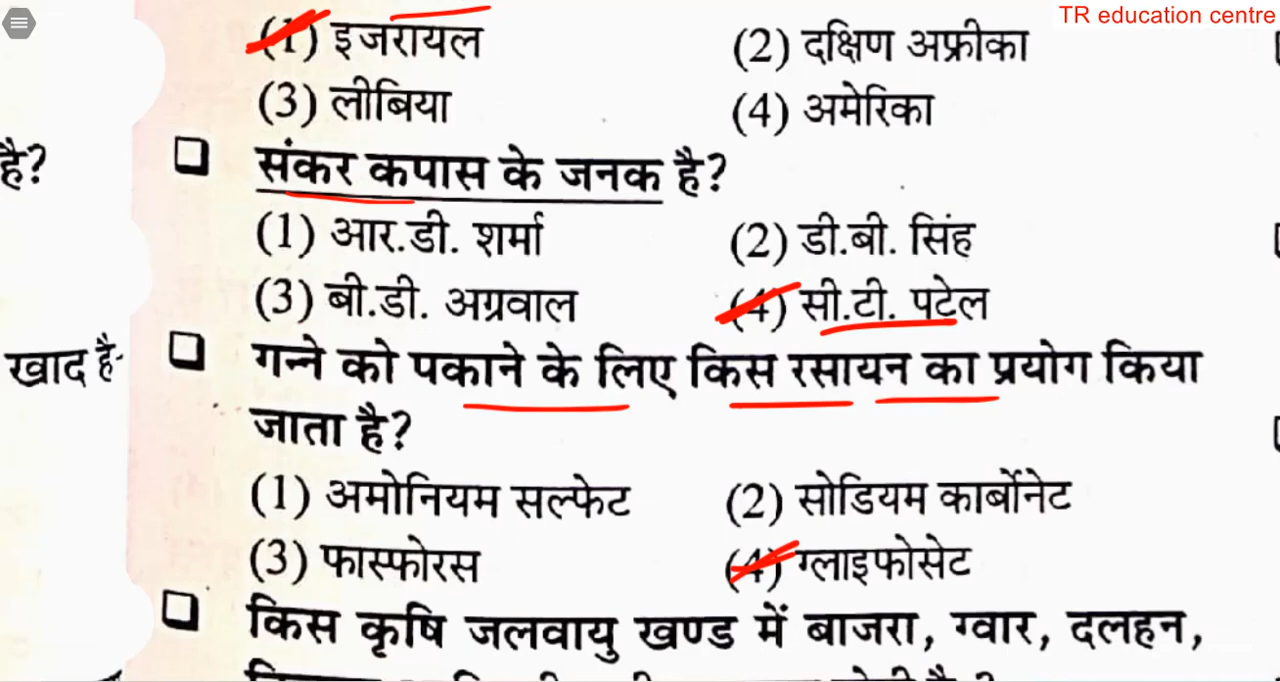 TR education centre
(1) इजरायल (2) दक्षिण अफ्रीका
(3) लीबिया (4) अमेरिका
है?
❑ संकर कपास के जनक है?
(1) आर.डी. शर्मा (2) डी.बी. सिंह
(3) बी.डी. अग्रवाल (4) सी.टी. पटेल
खाद है-
❑ गन्ने को पकाने के लिए किस रसायन का प्रयोग किया
जाता है?
(1) अमोनियम सल्फेट (2) सोडियम कार्बोनेट
(3) फास्फोरस (4) ग्लाइफोसेट
❑ किस कृषि जलवायु खण्ड में बाजरा, ग्वार, दलहन,